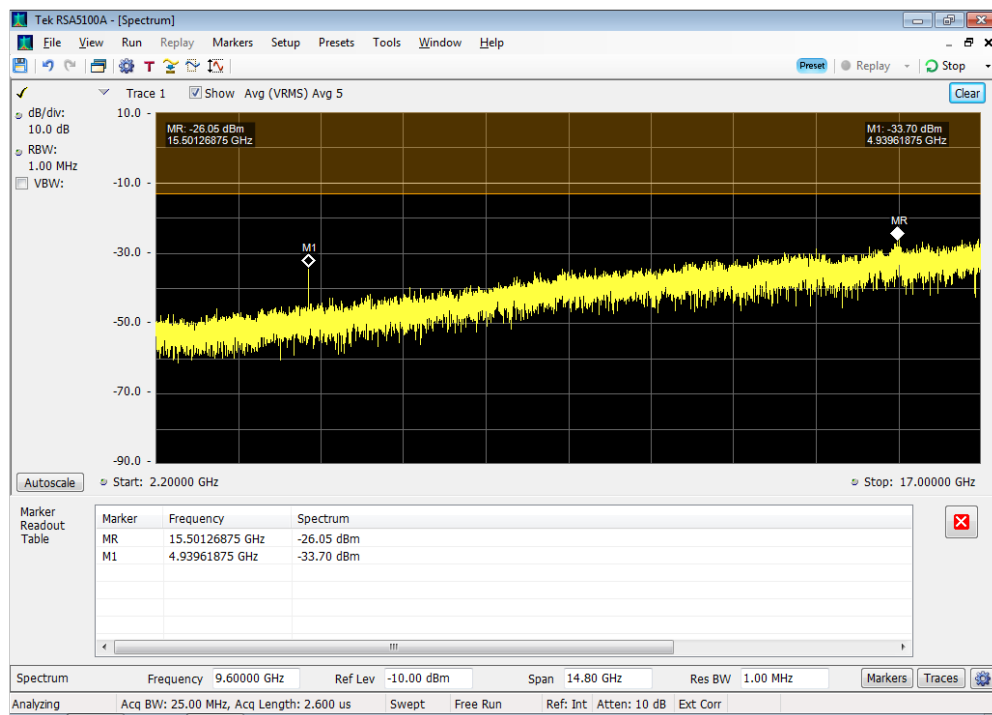 Tek RSA5100A - [Spectrum]
File View Run Replay Markers Setup Presets Tools Window Help
T Preset Replay Stop
Trace 1 Show Avg (VRMS) Avg 5 Clear
dB/div:
10.0 dB
RBW:
1.00 MHz
VBW:
10.0
-10.0
-30.0
-50.0
-70.0
-90.0
MR: -26.05 dBm
15.50126875 GHz
M1: -33.70 dBm
4.93961875 GHz
M1
MR
Autoscale Start: 2.20000 GHz Stop: 17.00000 GHz
Marker
Readout
Table
Marker Frequency Spectrum
MR 15.50126875 GHz -26.05 dBm
M1 4.93961875 GHz -33.70 dBm
Spectrum Frequency 9.60000 GHz Ref Lev -10.00 dBm Span 14.80 GHz Res BW 1.00 MHz Markers Traces
Analyzing Acq BW: 25.00 MHz, Acq Length: 2.600 us Swept Free Run Ref: Int Atten: 10 dB Ext Corr